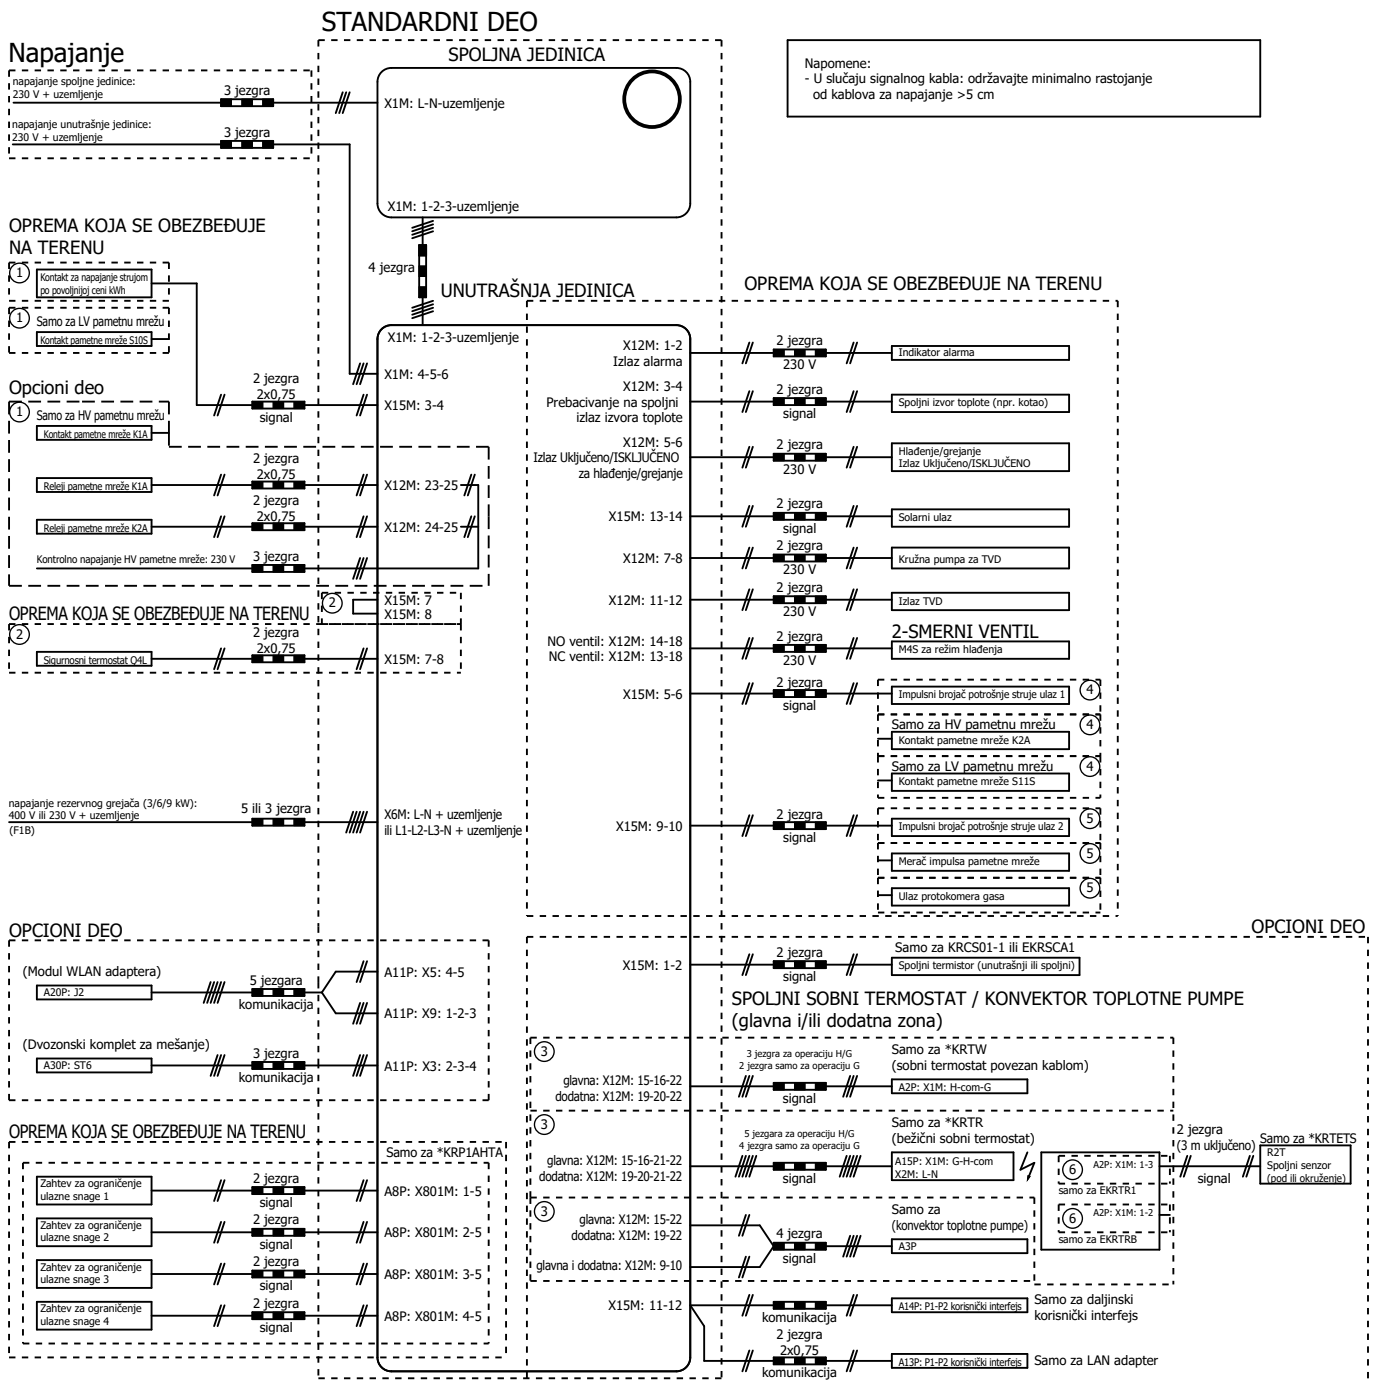 STANDARDNI DEO
Napajanje
SPOLJNA JEDINICA
napajanje spoljne jedinice:
230 V + uzemljenje
3 jezgra
X1M: L-N-uzemljenje
napajanje unutrašnje jedinice:
230 V + uzemljenje
3 jezgra
X1M: 1-2-3-uzemljenje
Napomene:
- U slučaju signalnog kabla: održavajte minimalno rastojanje
od kablova za napajanje >5 cm
4 jezgra
UNUTRAŠNJA JEDINICA
X1M: 1-2-3-uzemljenje
OPREMA KOJA SE OBEZBEĐUJE
NA TERENU
1
Kontakt za napajanje strujom
po povoljnijoj ceni kWh
1
Samo za LV pametnu mrežu
Kontakt pametne mreže S10S
X1M: 4-5-6
2 jezgra
2x0,75
signal
X15M: 3-4
Opcioni deo
1
Samo za HV pametnu mrežu
Kontakt pametne mreže K1A
Releji pametne mreže K1A
2 jezgra
2x0,75
X12M: 23-25
Releji pametne mreže K2A
2 jezgra
2x0,75
X12M: 24-25
Kontrolno napajanje HV pametne mreže: 230 V
3 jezgra
2
X15M: 7
X15M: 8
OPREMA KOJA SE OBEZBEĐUJE NA TERENU
2
Sigurnosni termostat Q4L
2 jezgra
2x0,75
X15M: 7-8
napajanje rezervnog grejača (3/6/9 kW):
400 V ili 230 V + uzemljenje
(F1B)
5 ili 3 jezgra
X6M: L-N + uzemljenje
ili L1-L2-L3-N + uzemljenje
OPCIONI DEO
(Modul WLAN adaptera)
A20P: J2
5 jezgara
komunikacija
A11P: X5: 4-5
A11P: X9: 1-2-3
(Dvozonski komplet za mešanje)
A30P: ST6
3 jezgra
komunikacija
A11P: X3: 2-3-4
OPREMA KOJA SE OBEZBEĐUJE NA TERENU
Samo za *KRP1AHTA
Zahtev za ograničenje
ulazne snage 1
2 jezgra
signal
A8P: X801M: 1-5
Zahtev za ograničenje
ulazne snage 2
2 jezgra
signal
A8P: X801M: 2-5
Zahtev za ograničenje
ulazne snage 3
2 jezgra
signal
A8P: X801M: 3-5
Zahtev za ograničenje
ulazne snage 4
2 jezgra
signal
A8P: X801M: 4-5
OPREMA KOJA SE OBEZBEĐUJE NA TERENU
X12M: 1-2
Izlaz alarma
2 jezgra
230 V
Indikator alarma
X12M: 3-4
Prebacivanje na spoljni
izlaz izvora toplote
2 jezgra
signal
Spoljni izvor toplote (npr. kotao)
X12M: 5-6
Izlaz Uključeno/ISKLJUČENO
za hlađenje/grejanje
2 jezgra
230 V
Hlađenje/grejanje
Izlaz Uključeno/ISKLJUČENO
X15M: 13-14
2 jezgra
signal
Solarni ulaz
X12M: 7-8
2 jezgra
230 V
Kružna pumpa za TVD
X12M: 11-12
2 jezgra
230 V
Izlaz TVD
NO ventil: X12M: 14-18
NC ventil: X12M: 13-18
2 jezgra
230 V
2-SMERNI VENTIL
M4S za režim hlađenja
X15M: 5-6
2 jezgra
signal
Impulsni brojač potrošnje struje ulaz 1
4
Samo za HV pametnu mrežu
4
Kontakt pametne mreže K2A
Samo za LV pametnu mrežu
4
Kontakt pametne mreže S11S
X15M: 9-10
2 jezgra
signal
Impulsni brojač potrošnje struje ulaz 2
5
Merač impulsa pametne mreže
5
Ulaz protokomera gasa
5
OPCIONI DEO
X15M: 1-2
2 jezgra
signal
Samo za KRCS01-1 ili EKRSCA1
Spoljni termistor (unutrašnji ili spoljni)
SPOLJNI SOBNI TERMOSTAT / KONVEKTOR TOPLOTNE PUMPE
(glavna i/ili dodatna zona)
3
glavna: X12M: 15-16-22
dodatna: X12M: 19-20-22
3 jezgra za operaciju H/G
2 jezgra samo za operaciju G
signal
Samo za *KRTW
(sobni termostat povezan kablom)
A2P: X1M: H-com-G
3
glavna: X12M: 15-16-21-22
dodatna: X12M: 19-20-21-22
5 jezgara za operaciju H/G
4 jezgra samo za operaciju G
signal
Samo za *KRTR
(bežični sobni termostat)
A15P: X1M: G-H-com
X2M: L-N
6
A2P: X1M: 1-3
samo za EKRTR1
6
A2P: X1M: 1-2
samo za EKRTRB
2 jezgra
(3 m uključeno)
signal
Samo za *KRTETS
R2T
Spoljni senzor
(pod ili okruženje)
3
glavna: X12M: 15-22
dodatna: X12M: 19-22
glavna i dodatna: X12M: 9-10
4 jezgra
signal
Samo za
(konvektor toplotne pumpe)
A3P
X15M: 11-12
komunikacija
A14P: P1-P2 korisnički interfejs
Samo za daljinski
korisnički interfejs
2 jezgra
2x0,75
komunikacija
A13P: P1-P2 korisnički interfejs
Samo za LAN adapter